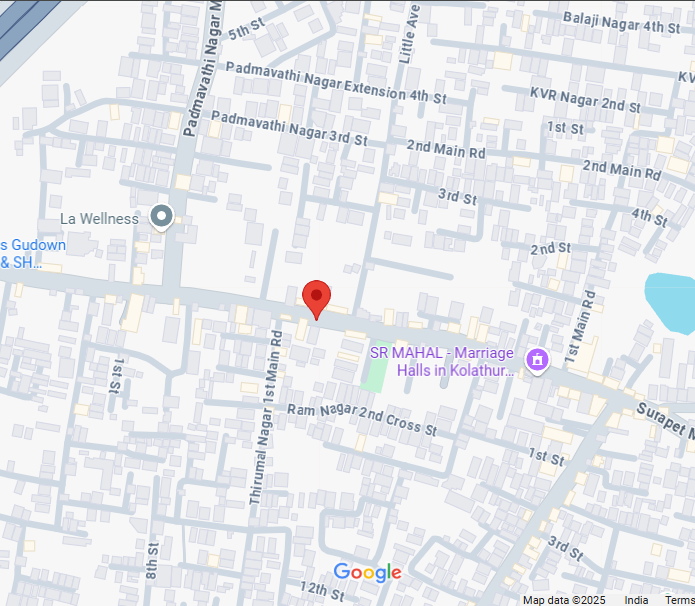 5th St
Padmavathi Nagar M
Little Ave
Balaji Nagar 4th St
Padmavathi Nagar Extension 4th St
KV
KVR Nagar 2nd St
Padmavathi Nagar 3rd St
1st St
2nd Main Rd
2nd Main Rd
3rd St
4th St
La Wellness
s Gudown
& SH...
2nd St
1st Main Rd
SR MAHAL - Marriage
Halls in Kolathur...
1st St
Thirumal Nagar 1st Main Rd
Ram Nagar 2nd Cross St
Surapet M
1st St
8th St
3rd St
12th St
Google
Map data ©2025 India Terms